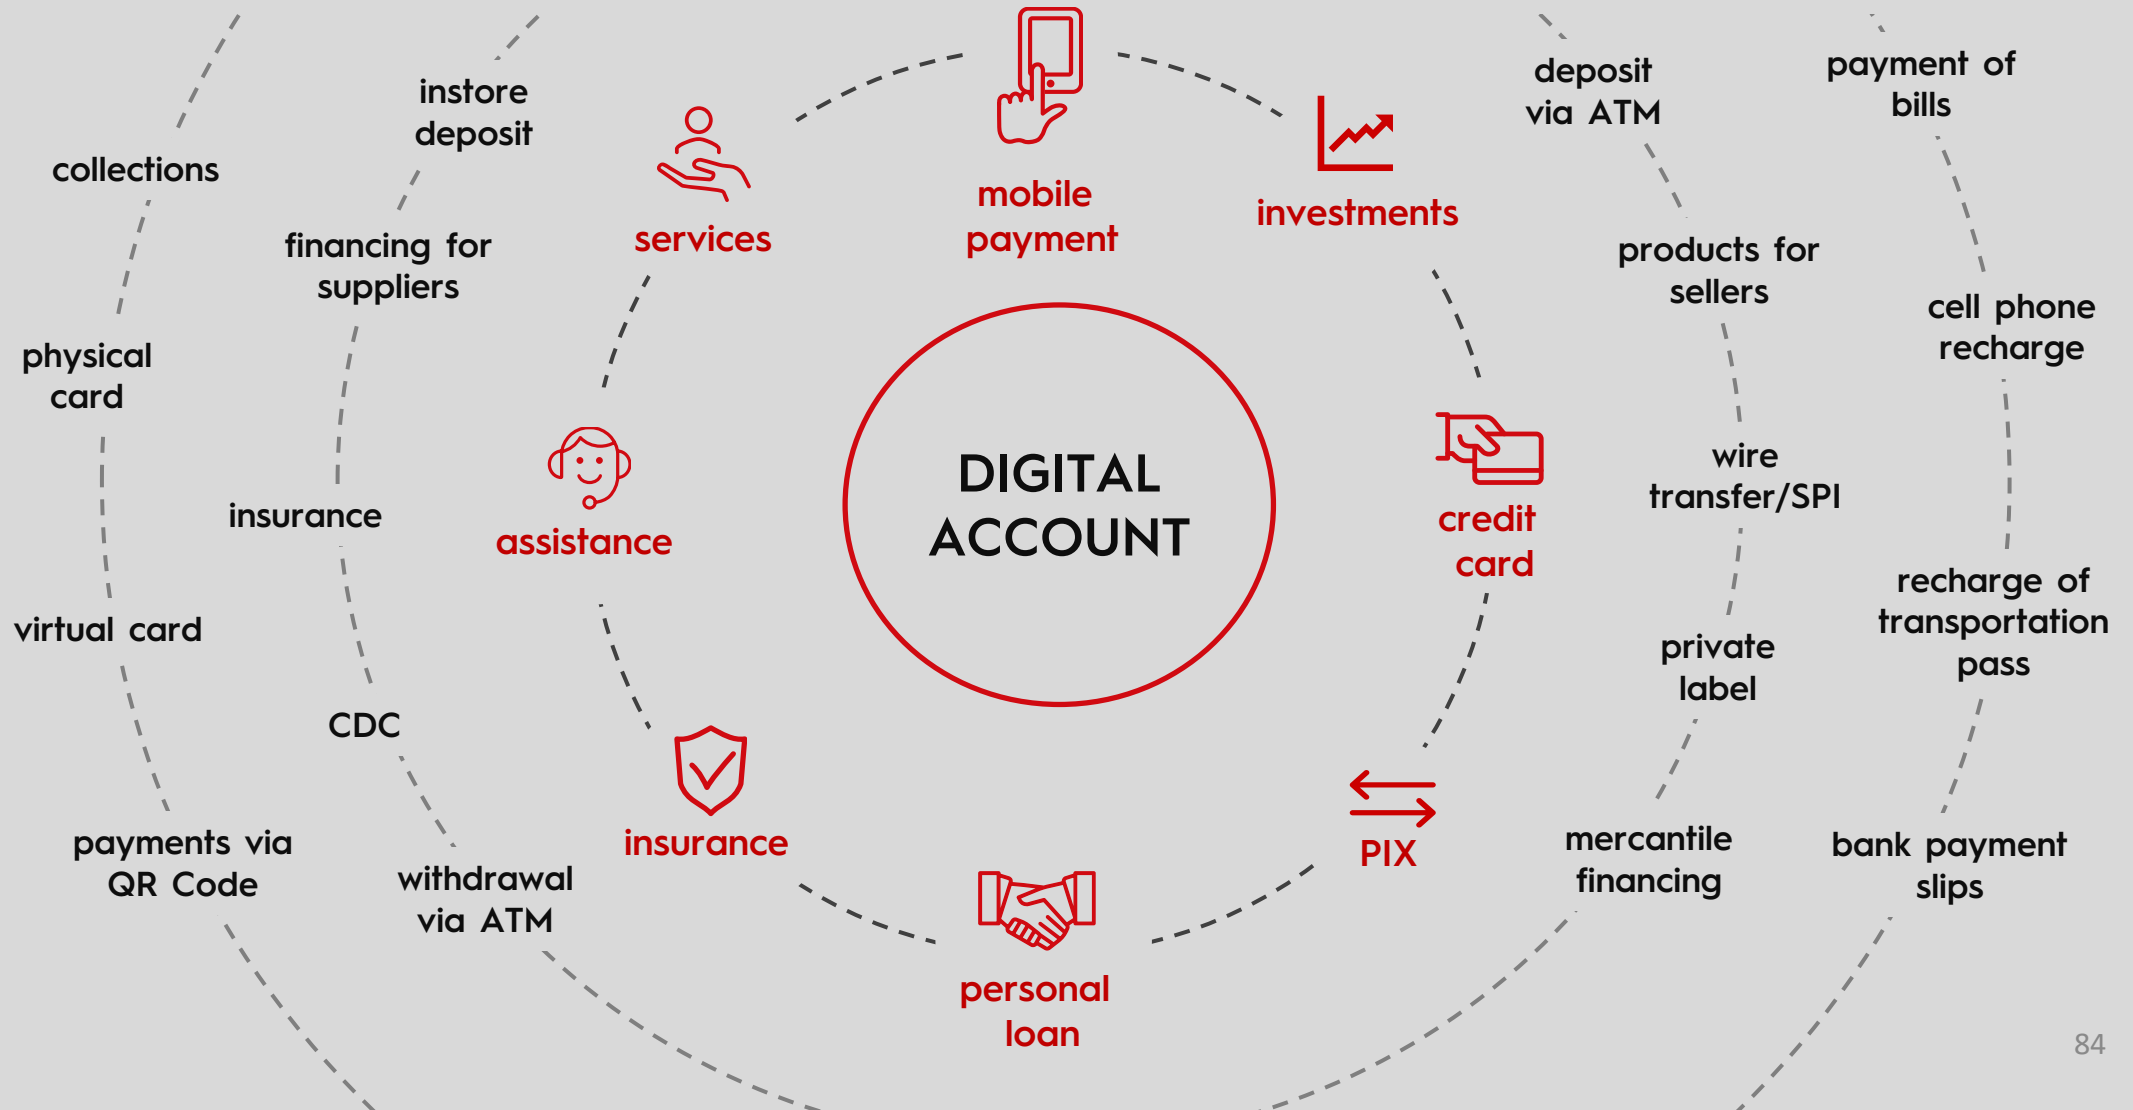 collections
physical
card
virtual card
payments via
QR Code
instore
deposit
financing for
suppliers
insurance
CDC
withdrawal
via ATM
services
assistance
insurance
mobile
payment
DIGITAL
ACCOUNT
personal
loan
investments
credit
card
PIX
deposit
via ATM
products for
sellers
wire
transfer/SPI
private
label
mercantile
financing
payment of
bills
cell phone
recharge
recharge of
transportation
pass
bank payment
slips
84